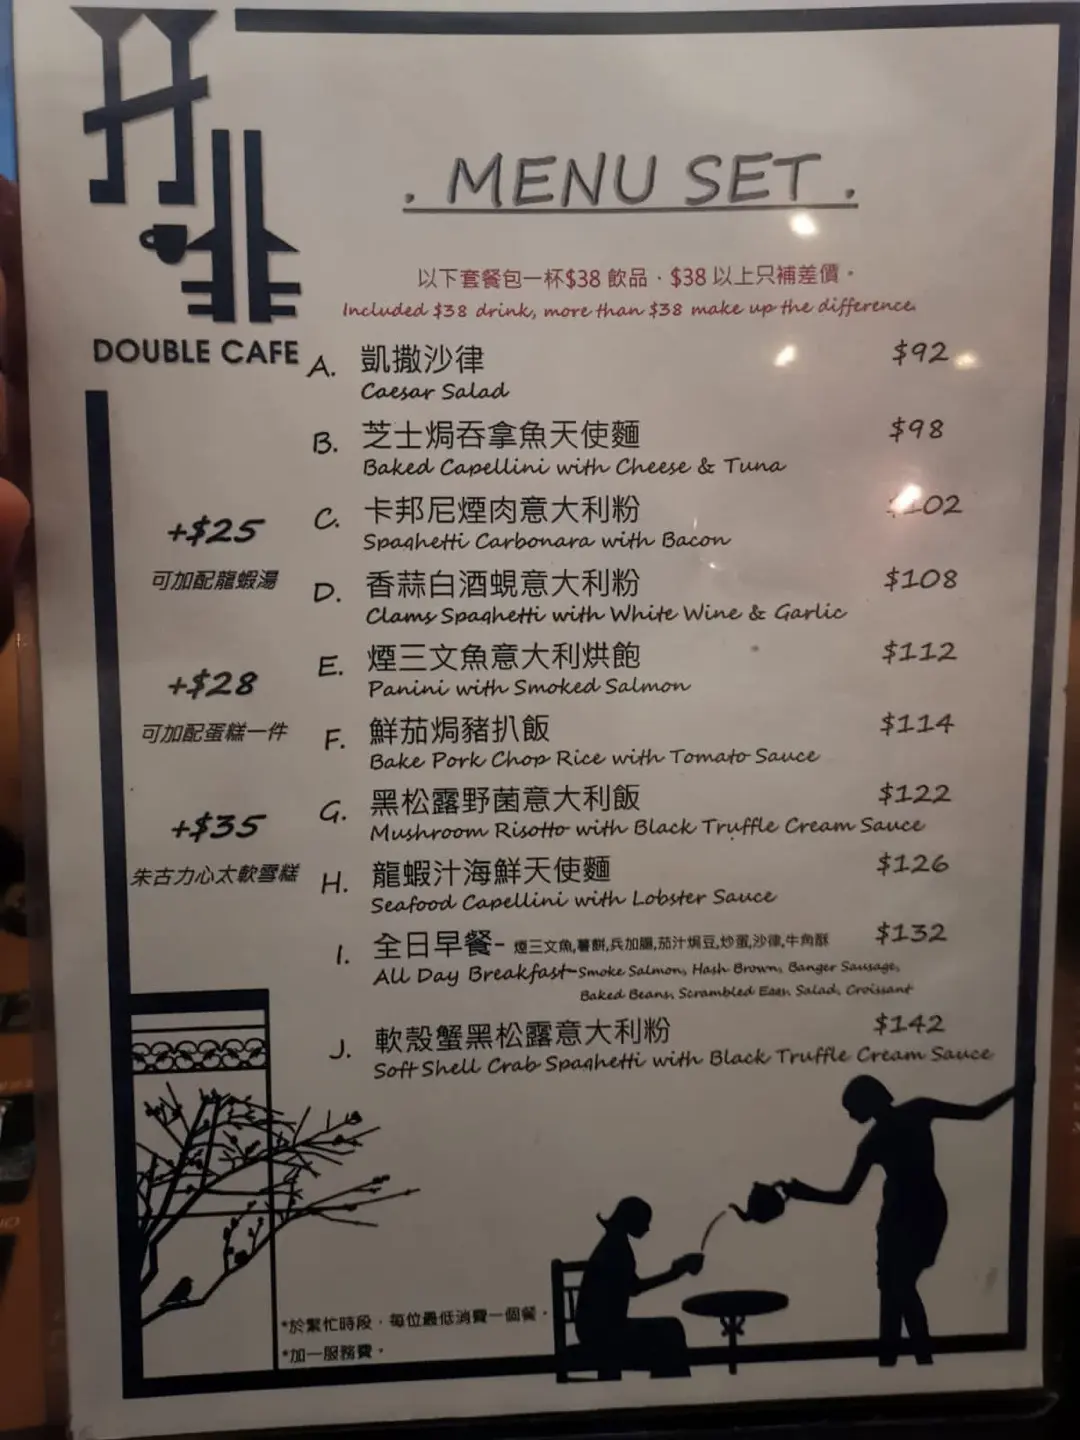 DOUBLE CAFE
. MENU SET .
以下套餐包一杯$38 飲品，$38 以上只補差價。
Included $38 drink, more than $38 make up the difference.
A. 凱撒沙律 $92
Caesar Salad
B. 芝士焗吞拿魚天使麵 $98
Baked Capellini with Cheese & Tuna
C. 卡邦尼煙肉意大利粉 $102
Spaghetti Carbonara with Bacon
D. 香蒜白酒蜆意大利粉 $108
Clams Spaghetti with White Wine & Garlic
E. 煙三文魚意大利烘飽 $112
Panini with Smoked Salmon
F. 鮮茄焗豬扒飯 $114
Bake Pork Chop Rice with Tomato Sauce
G. 黑松露野菌意大利飯 $122
Mushroom Risotto with Black Truffle Cream Sauce
H. 龍蝦汁海鮮天使麵 $126
Seafood Capellini with Lobster Sauce
I. 全日早餐- 煙三文魚,薯餅,兵加腸,茄汁焗豆,炒蛋,沙律,牛角酥 $132
All Day Breakfast-Smoke Salmon, Hash Brown, Banger Sausage,
Baked Beans, Scrambled Eggs, Salad, Croissant
J. 軟殼蟹黑松露意大利粉 $142
Soft Shell Crab Spaghetti with Black Truffle Cream Sauce
+$25
可加配龍蝦湯
+$28
可加配蛋糕一件
+$35
朱古力心太軟雪糕
*於繁忙時段，每位最低消費一個餐。
*加一服務費。